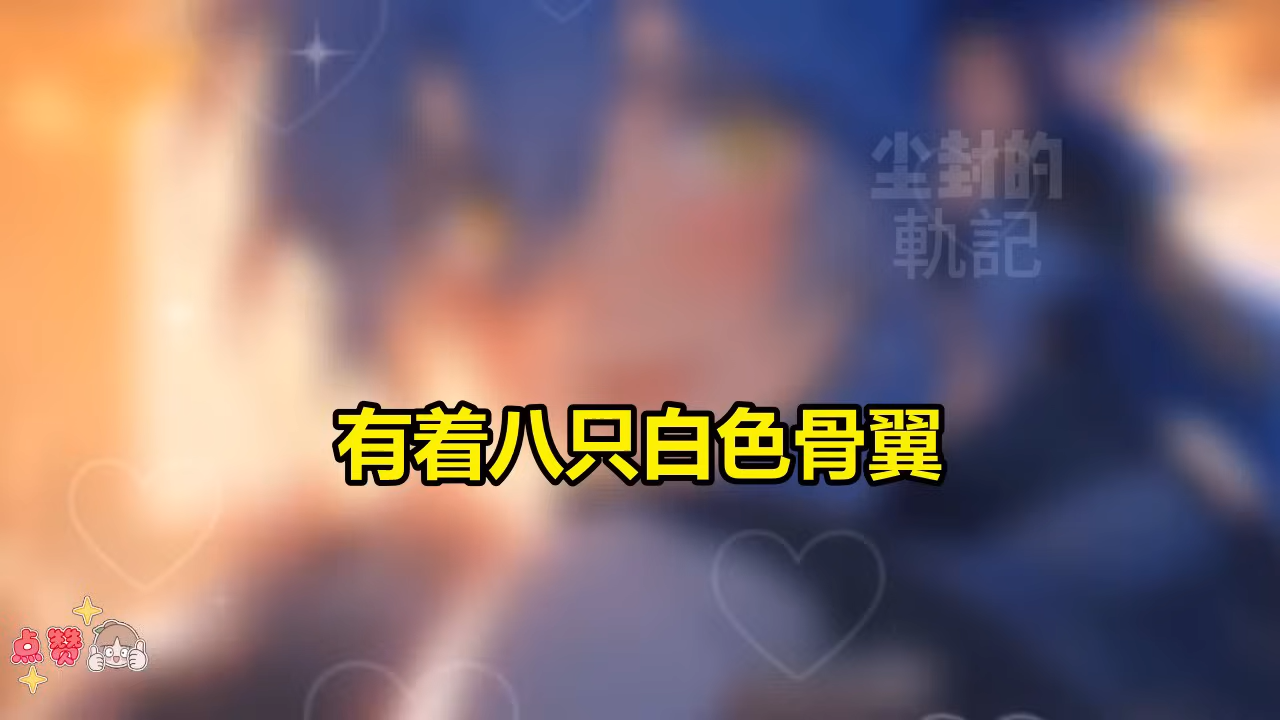 尘封的
軌記
有着八只白色骨翼
点赞